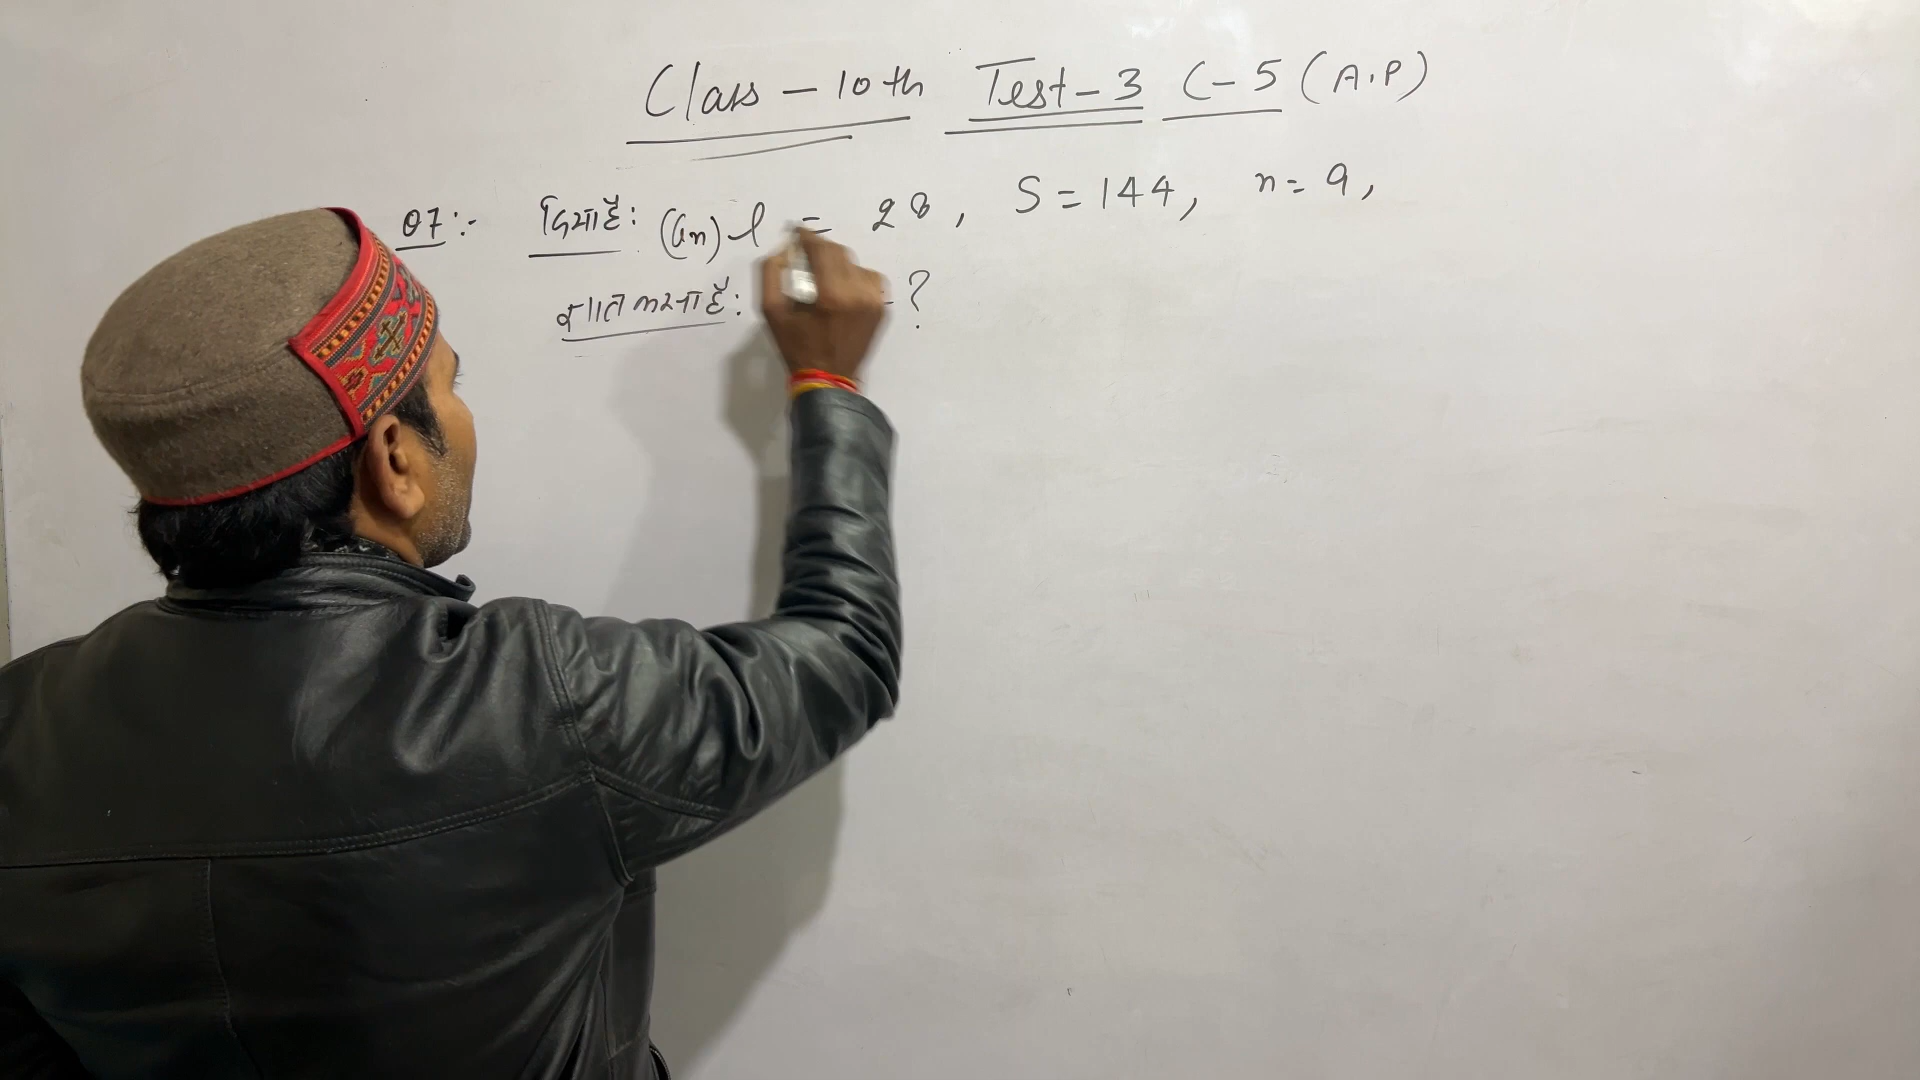 Class - 10th Test - 3 C-5 (A.P)
Q7:- दिया है: (an) l = 28, S = 144, n = 9,
ज्ञात करना है: = ?